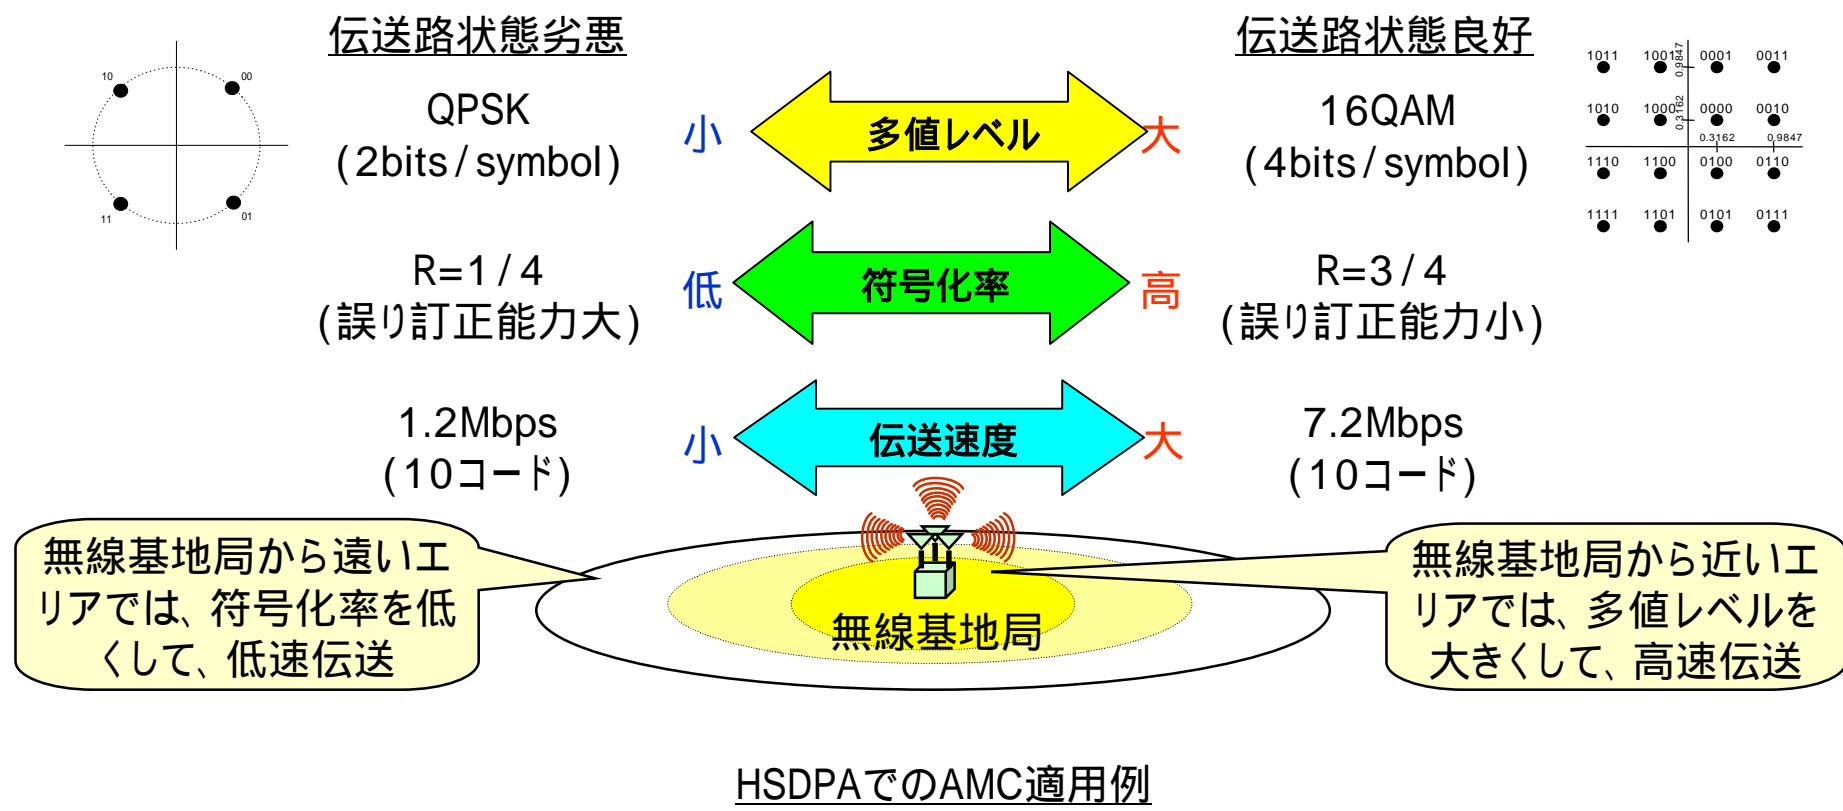 伝送路状態劣悪
伝送路状態良好
10
00
11
01
QPSK
(2bits/symbol)
小
多値レベル
大
16QAM
(4bits/symbol)
1011 1001 0001 0011
0.9847
1010 1000 0000 0010
0.3162
0.3162 0.9847
1110 1100 0100 0110
1111 1101 0101 0111
R=1/4
(誤り訂正能力大)
低
符号化率
高
R=3/4
(誤り訂正能力小)
1.2Mbps
(10コード)
小
伝送速度
大
7.2Mbps
(10コード)
無線基地局から遠いエ
リアでは、符号化率を低
くして、低速伝送
無線基地局
無線基地局から近いエ
リアでは、多値レベルを
大きくして、高速伝送
HSDPAでのAMC適用例